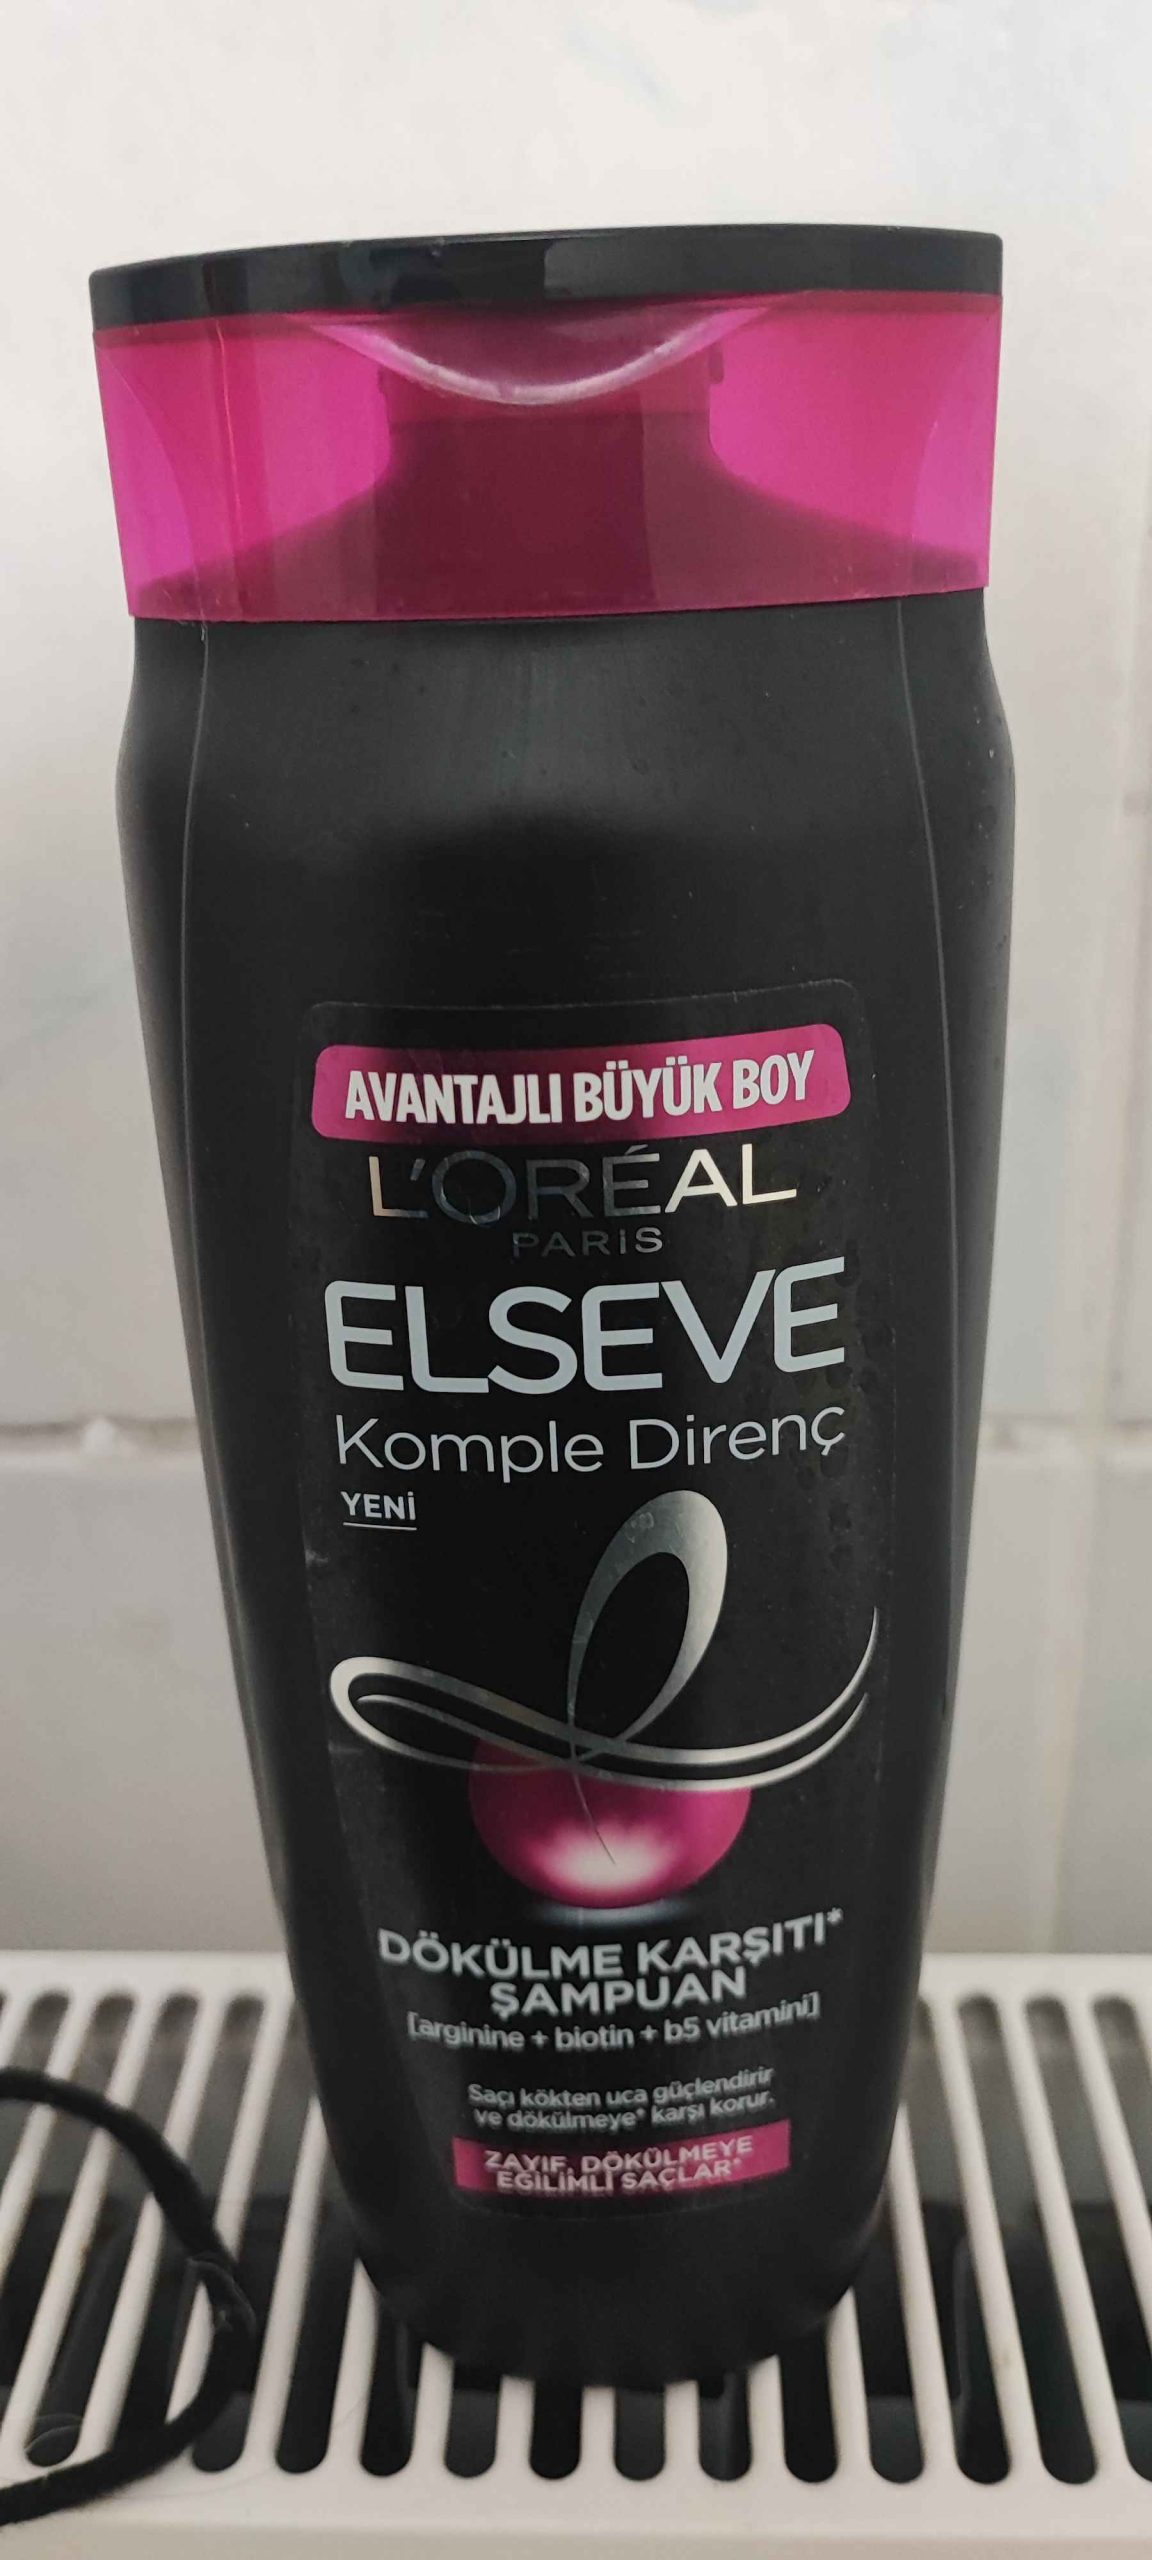 AVANTAJLI BÜYÜK BOY
L'ORÉAL
PARIS
ELSEVE
Komple Direnç
YENİ
DÖKÜLME KARŞITI*
ŞAMPUAN
[arginine + biotin + b5 vitamini]
Saçı kökten uca güçlendirir
ve dökülmeye* karşı korur.
ZAYIF, DÖKÜLMEYE
EĞİLİMLİ SAÇLAR*